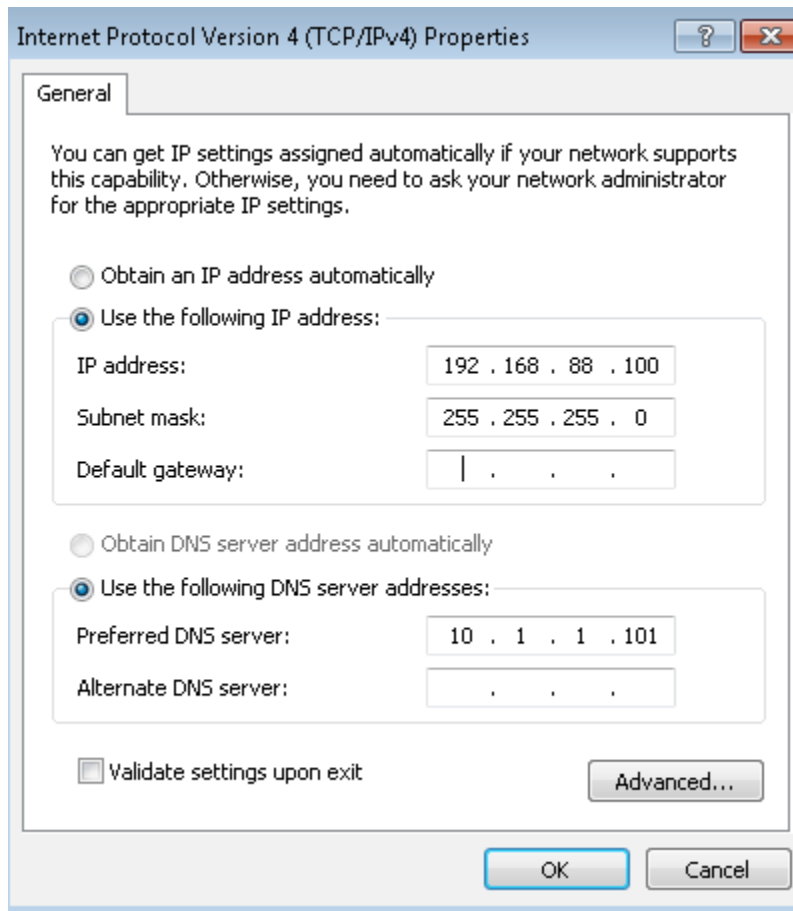 Internet Protocol Version 4 (TCP/IPv4) Properties
General
You can get IP settings assigned automatically if your network supports
this capability. Otherwise, you need to ask your network administrator
for the appropriate IP settings.
Obtain an IP address automatically
Use the following IP address:
IP address: 192 . 168 . 88 . 100
Subnet mask: 255 . 255 . 255 . 0
Default gateway: . . .
Obtain DNS server address automatically
Use the following DNS server addresses:
Preferred DNS server: 10 . 1 . 1 . 101
Alternate DNS server: . . .
Validate settings upon exit
Advanced...
OK Cancel